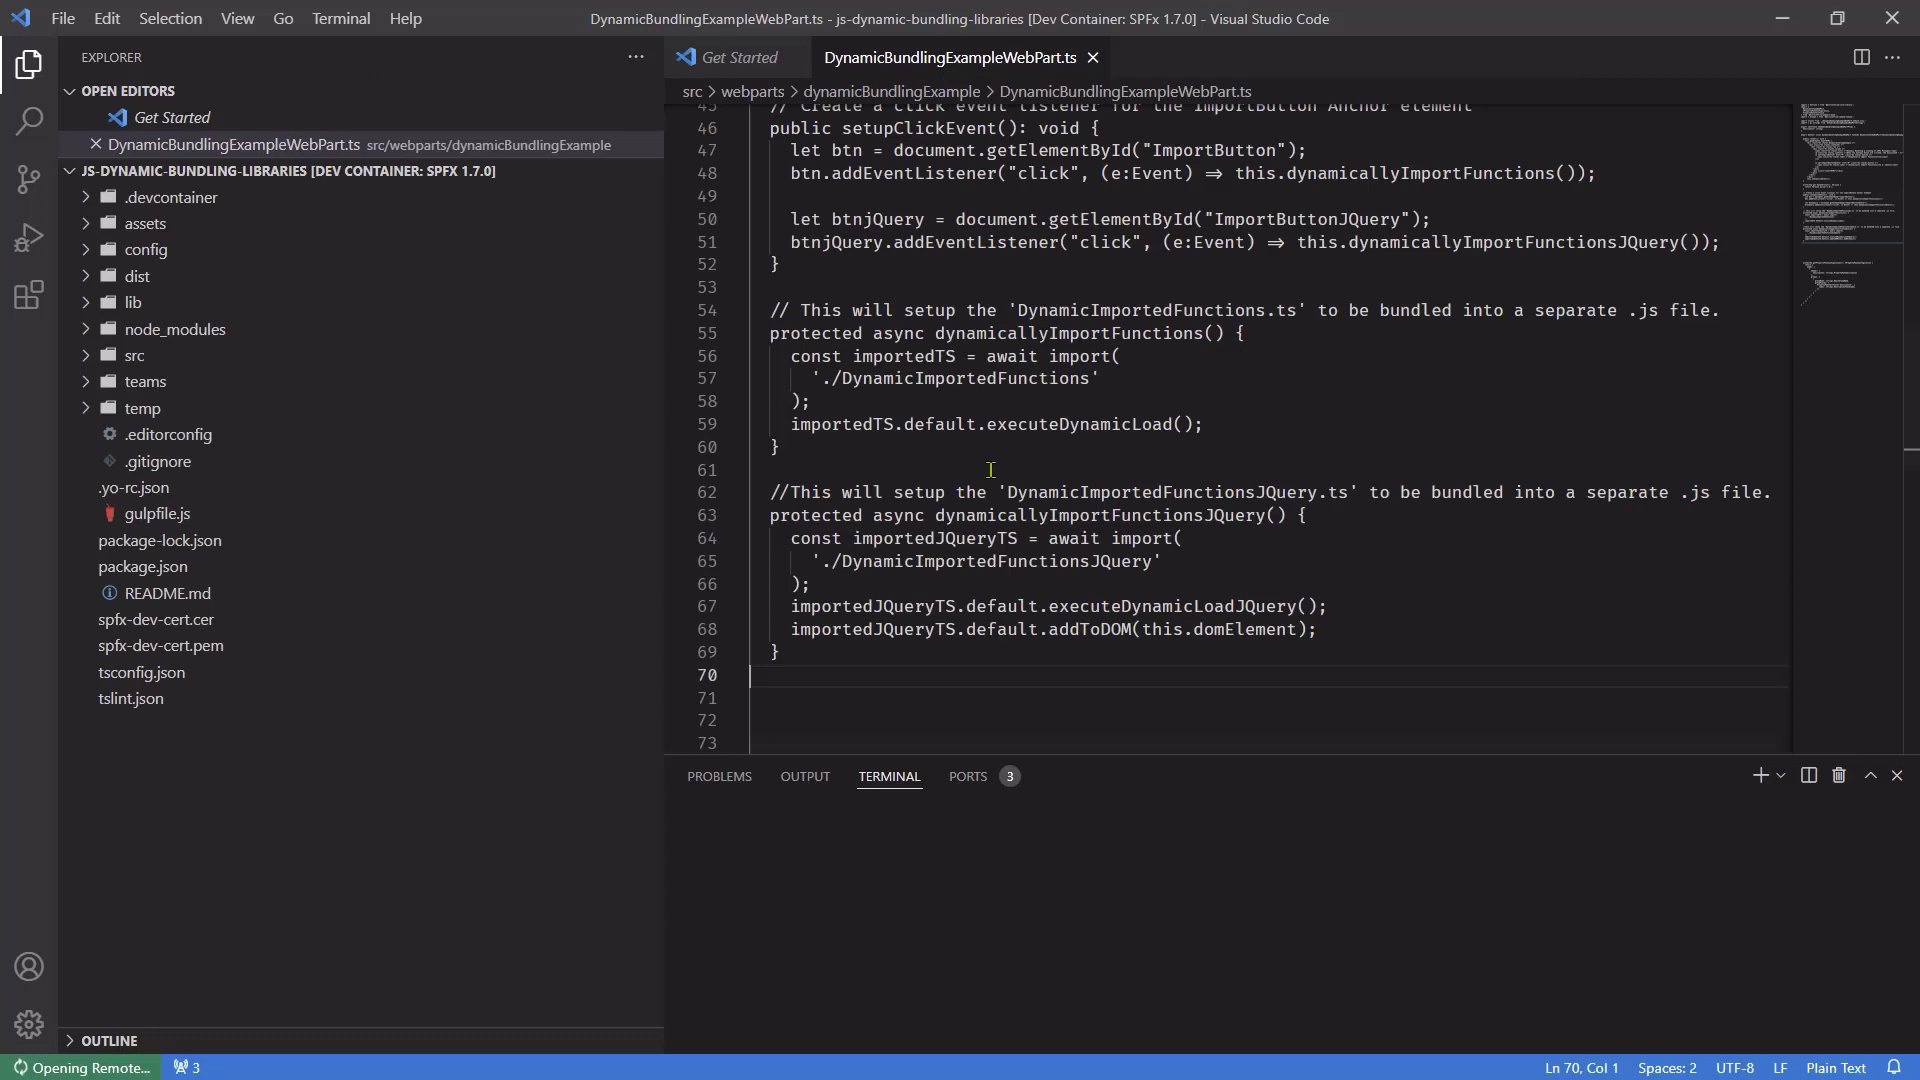 File Edit Selection View Go Terminal Help
DynamicBundlingExampleWebPart.ts - js-dynamic-bundling-libraries [Dev Container: SPFx 1.7.0] - Visual Studio Code
EXPLORER
OPEN EDITORS
Get Started
DynamicBundlingExampleWebPart.ts src/webparts/dynamicBundlingExample
JS-DYNAMIC-BUNDLING-LIBRARIES [DEV CONTAINER: SPFX 1.7.0]
.devcontainer
assets
config
dist
lib
node_modules
src
teams
temp
.editorconfig
.gitignore
.yo-rc.json
gulpfile.js
package-lock.json
package.json
README.md
spfx-dev-cert.cer
spfx-dev-cert.pem
tsconfig.json
tslint.json
OUTLINE
Get Started DynamicBundlingExampleWebPart.ts
src > webparts > dynamicBundlingExample > DynamicBundlingExampleWebPart.ts
45 // Create a click event listener for the ImportButton Anchor element
46 public setupClickEvent(): void {
47 let btn = document.getElementById("ImportButton");
48 btn.addEventListener("click", (e:Event) => this.dynamicallyImportFunctions());
49
50 let btnjQuery = document.getElementById("ImportButtonJQuery");
51 btnjQuery.addEventListener("click", (e:Event) => this.dynamicallyImportFunctionsJQuery());
52 }
53
54 // This will setup the 'DynamicImportedFunctions.ts' to be bundled into a separate .js file.
55 protected async dynamicallyImportFunctions() {
56 const importedTS = await import(
57 './DynamicImportedFunctions'
58 );
59 importedTS.default.executeDynamicLoad();
60 }
61
62 //This will setup the 'DynamicImportedFunctionsJQuery.ts' to be bundled into a separate .js file.
63 protected async dynamicallyImportFunctionsJQuery() {
64 const importedJQueryTS = await import(
65 './DynamicImportedFunctionsJQuery'
66 );
67 importedJQueryTS.default.executeDynamicLoadJQuery();
68 importedJQueryTS.default.addToDOM(this.domElement);
69 }
70
71
72
73
PROBLEMS OUTPUT TERMINAL PORTS 3
Opening Remote... 3
Ln 70, Col 1 Spaces: 2 UTF-8 LF Plain Text